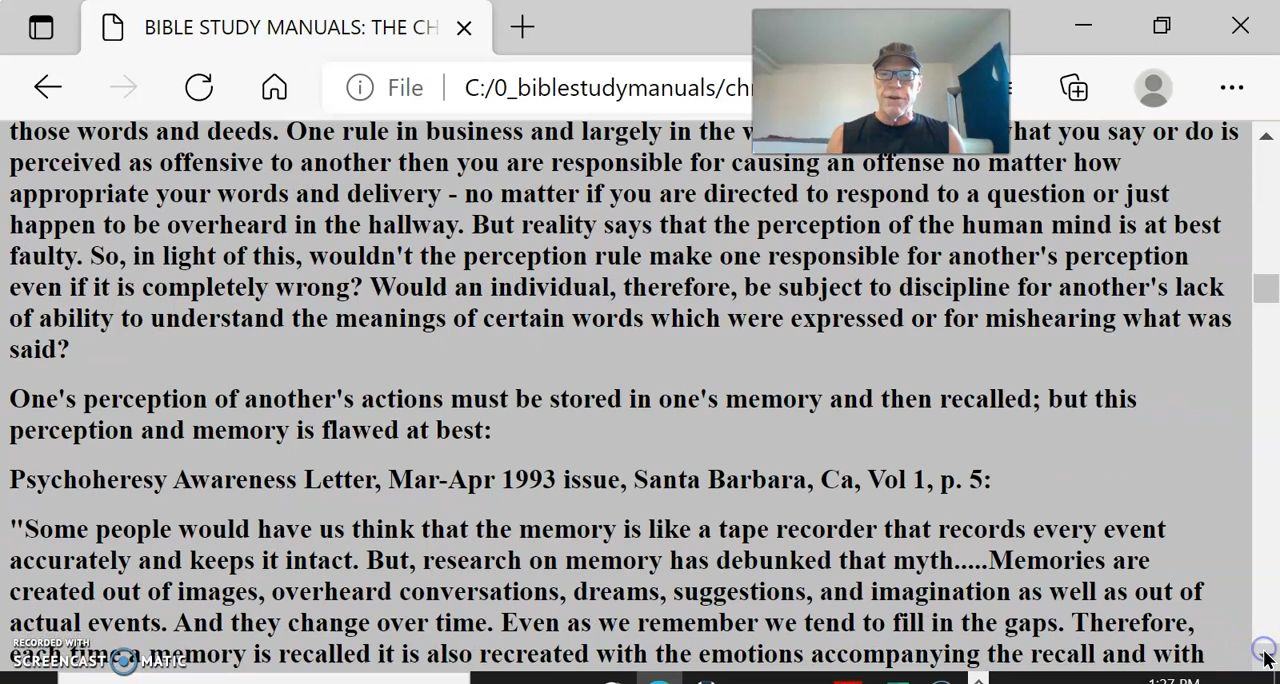 BIBLE STUDY MANUALS: THE CH
File
C:/0_biblestudymanuals/ch
those words and deeds. One rule in business and largely in the w hat you say or do is
perceived as offensive to another then you are responsible for causing an offense no matter how
appropriate your words and delivery - no matter if you are directed to respond to a question or just
happen to be overheard in the hallway. But reality says that the perception of the human mind is at best
faulty. So, in light of this, wouldn't the perception rule make one responsible for another's perception
even if it is completely wrong? Would an individual, therefore, be subject to discipline for another's lack
of ability to understand the meanings of certain words which were expressed or for mishearing what was
said?
One's perception of another's actions must be stored in one's memory and then recalled; but this
perception and memory is flawed at best:
Psychoheresy Awareness Letter, Mar-Apr 1993 issue, Santa Barbara, Ca, Vol 1, p. 5:
"Some people would have us think that the memory is like a tape recorder that records every event
accurately and keeps it intact. But, research on memory has debunked that myth.....Memories are
created out of images, overheard conversations, dreams, suggestions, and imagination as well as out of
actual events. And they change over time. Even as we remember we tend to fill in the gaps. Therefore,
each time a memory is recalled it is also recreated with the emotions accompanying the recall and with
RECORDED WITH
SCREENCAST MATIC
1:27 PM